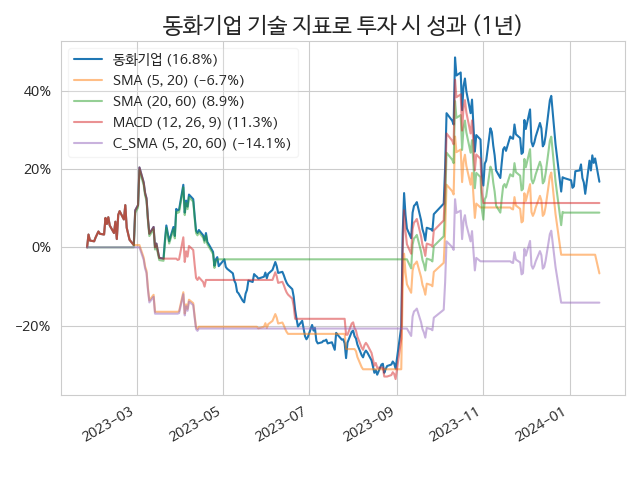 동화기업 기술 지표로 투자 시 성과 (1년)
동화기업 (16.8%)
SMA (5, 20) (−6.7%)
SMA (20, 60) (8.9%)
MACD (12, 26, 9) (11.3%)
C_SMA (5, 20, 60) (−14.1%)
40%
20%
0%
−20%
2023−03
2023−05
2023−07
2023−09
2023−11
2024−01